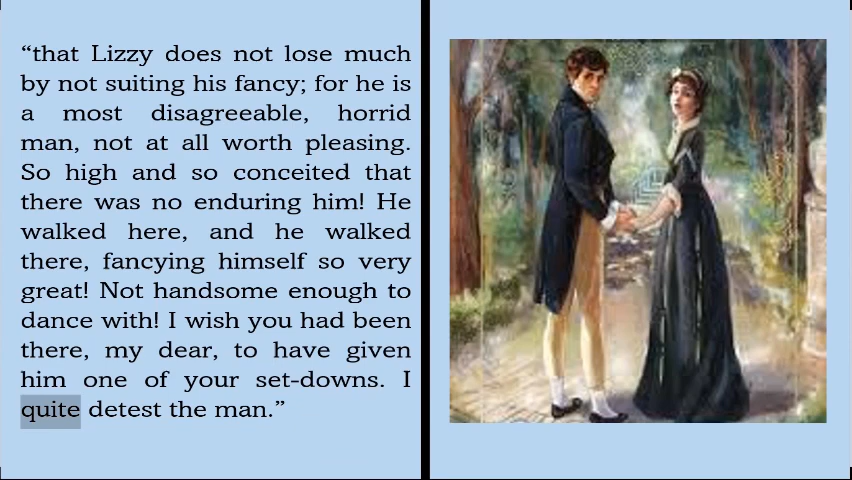 “that Lizzy does not lose much
by not suiting his fancy; for he is
a most disagreeable, horrid
man, not at all worth pleasing.
So high and so conceited that
there was no enduring him! He
walked here, and he walked
there, fancying himself so very
great! Not handsome enough to
dance with! I wish you had been
there, my dear, to have given
him one of your set-downs. I
quite detest the man.”